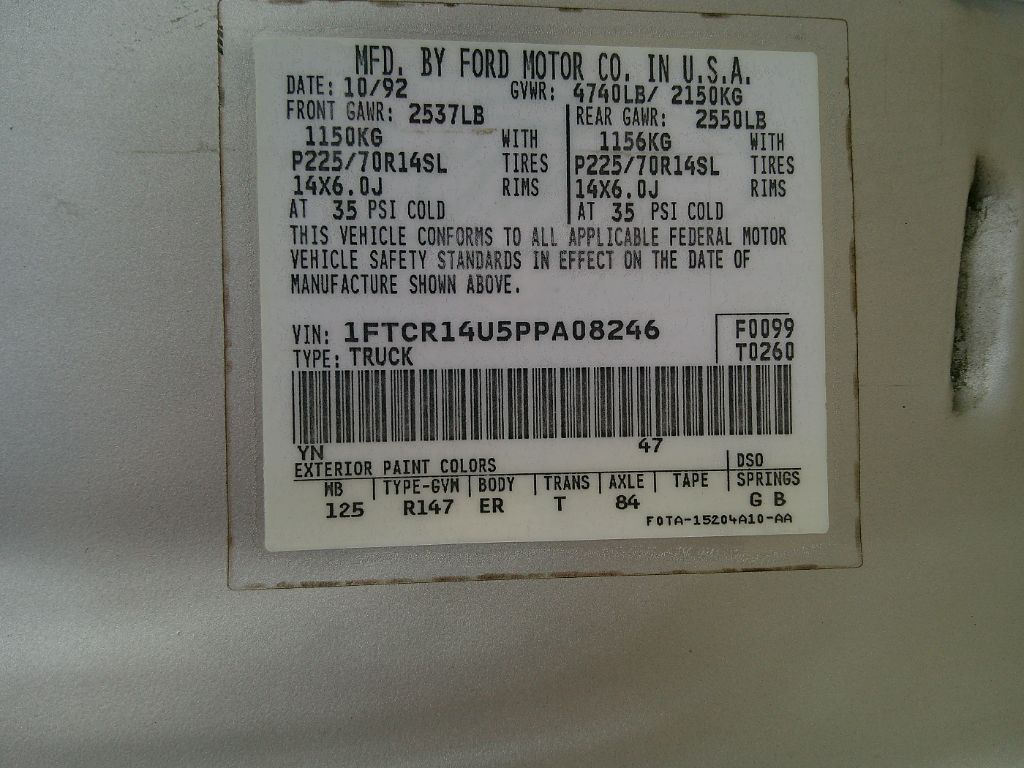 MFD. BY FORD MOTOR CO. IN U.S.A.
DATE: 10/92 GVWR: 4740LB/ 2150KG
FRONT GAWR: 2537LB REAR GAWR: 2550LB
1150KG WITH 1156KG WITH
P225/70R14SL TIRES P225/70R14SL TIRES
14X6.0J RIMS 14X6.0J RIMS
AT 35 PSI COLD AT 35 PSI COLD
THIS VEHICLE CONFORMS TO ALL APPLICABLE FEDERAL MOTOR
VEHICLE SAFETY STANDARDS IN EFFECT ON THE DATE OF
MANUFACTURE SHOWN ABOVE.
VIN: 1FTCR14U5PPA08246 F0099
TYPE: TRUCK T0260
YN 47
EXTERIOR PAINT COLORS DSO
WB TYPE-GVW BODY TRANS AXLE TAPE SPRINGS
125 R147 ER T 84 G B
F0TA-15204A10-AA